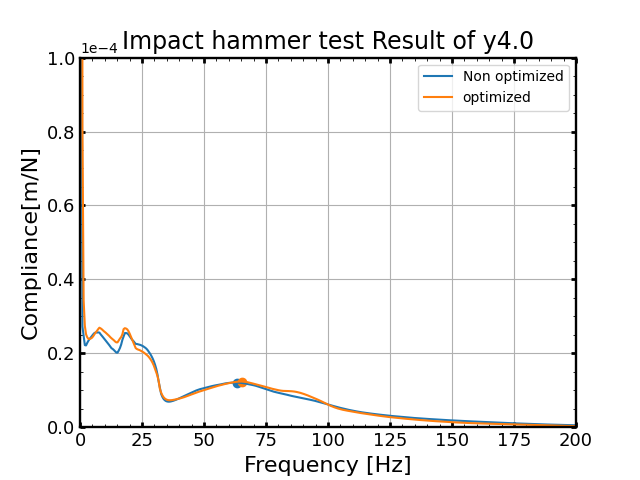 Impact hammer test Result of y4.0
1e−4
Non optimized
optimized
1.0
0.8
0.6
0.4
0.2
0.0
Compliance[m/N]
0 25 50 75 100 125 150 175 200
Frequency [Hz]